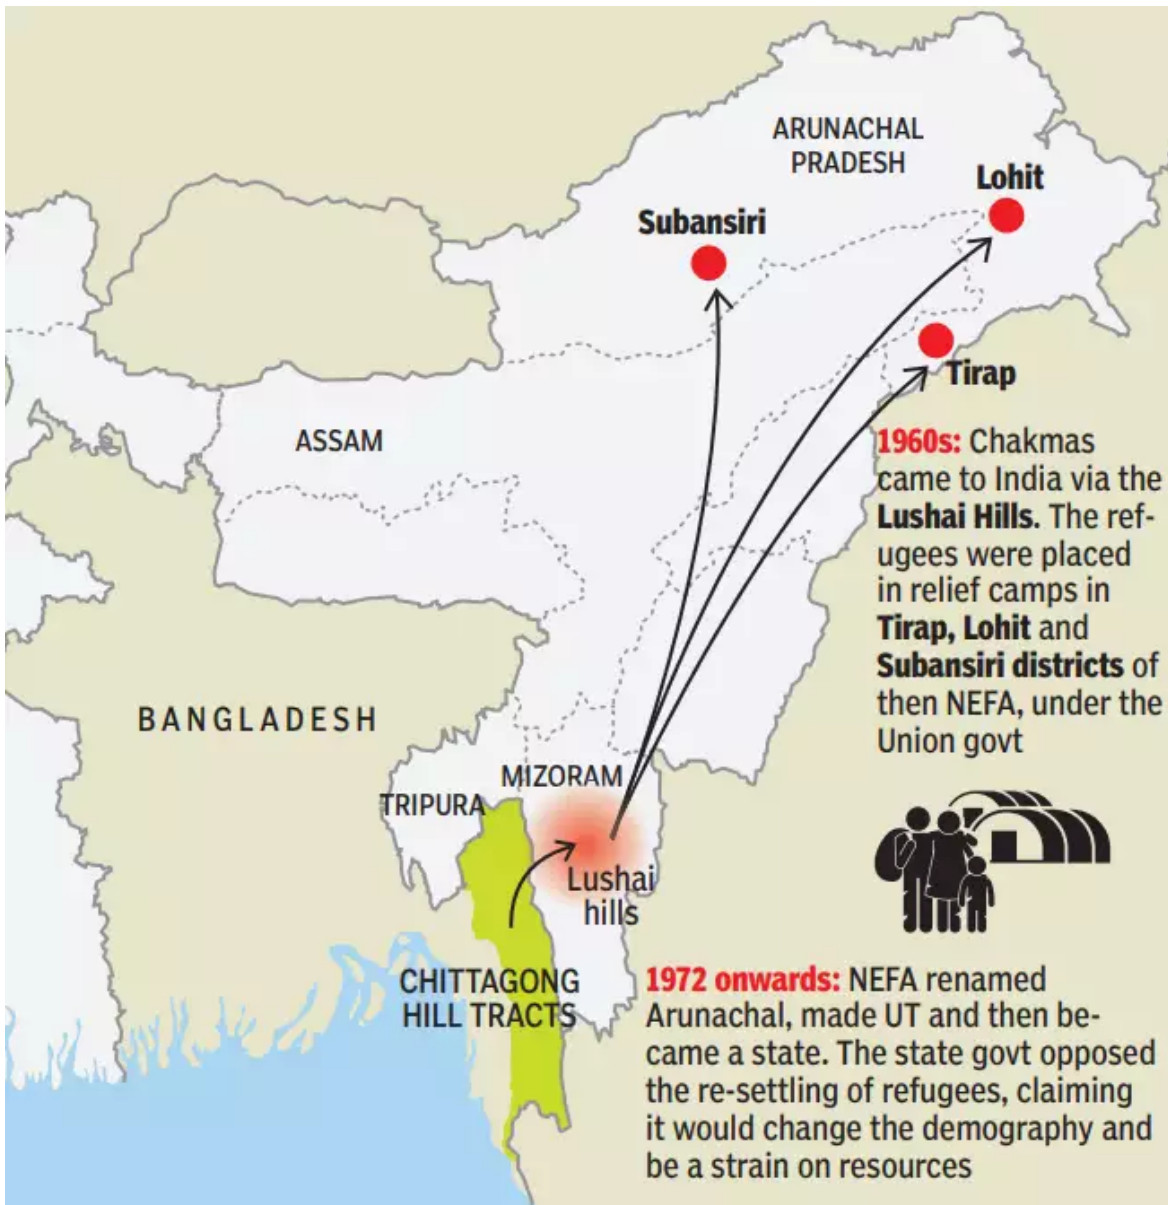 ARUNACHAL
PRADESH
Lohit
Subansiri
Tirap
ASSAM
1960s: Chakmas
came to India via the
Lushai Hills. The ref-
ugees were placed
in relief camps in
Tirap, Lohit and
Subansiri districts of
then NEFA, under the
Union govt
BANGLADESH
MIZORAM
TRIPURA
Lushai
hills
CHITTAGONG
HILL TRACTS
1972 onwards: NEFA renamed
Arunachal, made UT and then be-
came a state. The state govt opposed
the re-settling of refugees, claiming
it would change the demography and
be a strain on resources